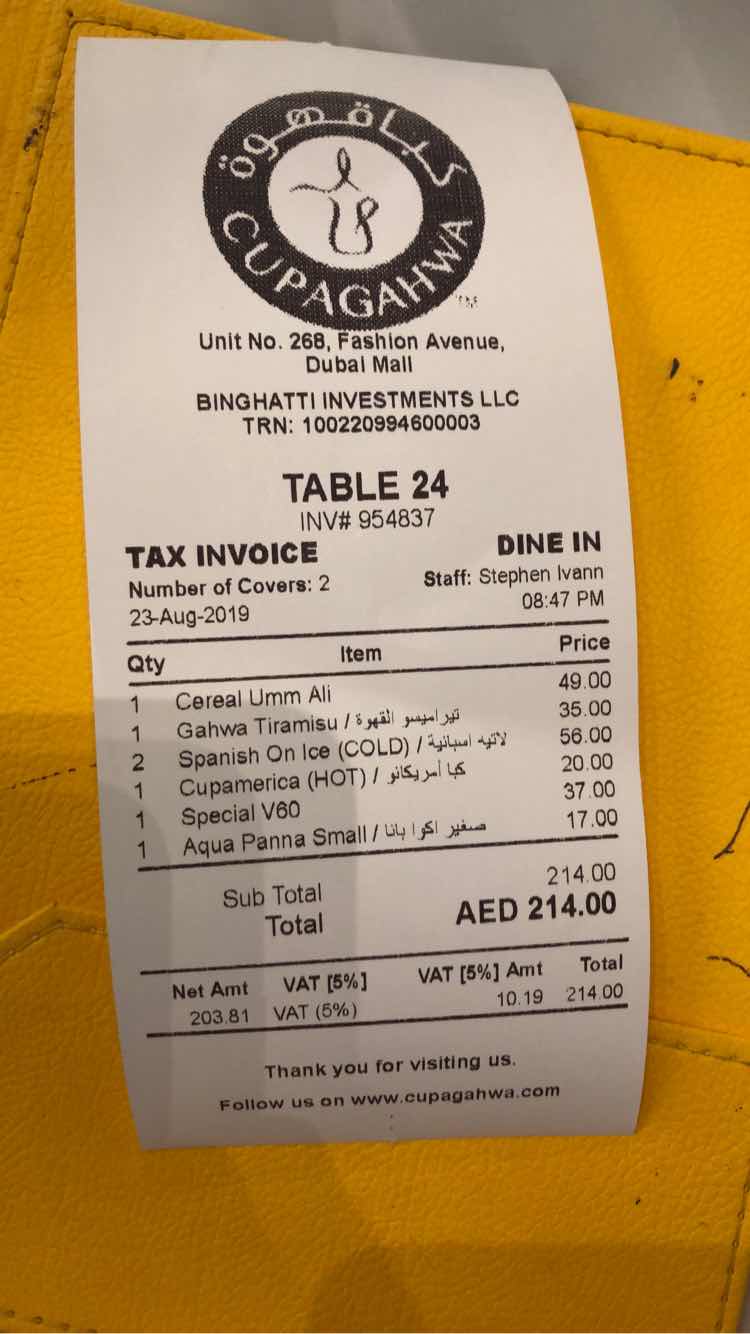 كباية قهوة
CUPAGAHWA
TM
Unit No. 268, Fashion Avenue,
Dubai Mall
BINGHATTI INVESTMENTS LLC
TRN: 100220994600003
TABLE 24
INV# 954837
TAX INVOICE DINE IN
Number of Covers: 2 Staff: Stephen Ivann
23-Aug-2019 08:47 PM
Qty Item Price
1 Cereal Umm Ali 49.00
1 Gahwa Tiramisu / تيراميسو القهوة 35.00
2 Spanish On Ice (COLD) / لاتيه اسبانية 56.00
1 Cupamerica (HOT) / كبا أمريكانو 20.00
1 Special V60 37.00
1 Aqua Panna Small / صغير اكوا بانا 17.00
Sub Total 214.00
Total AED 214.00
Net Amt VAT [5%] VAT [5%] Amt Total
203.81 VAT (5%) 10.19 214.00
Thank you for visiting us.
Follow us on www.cupagahwa.com